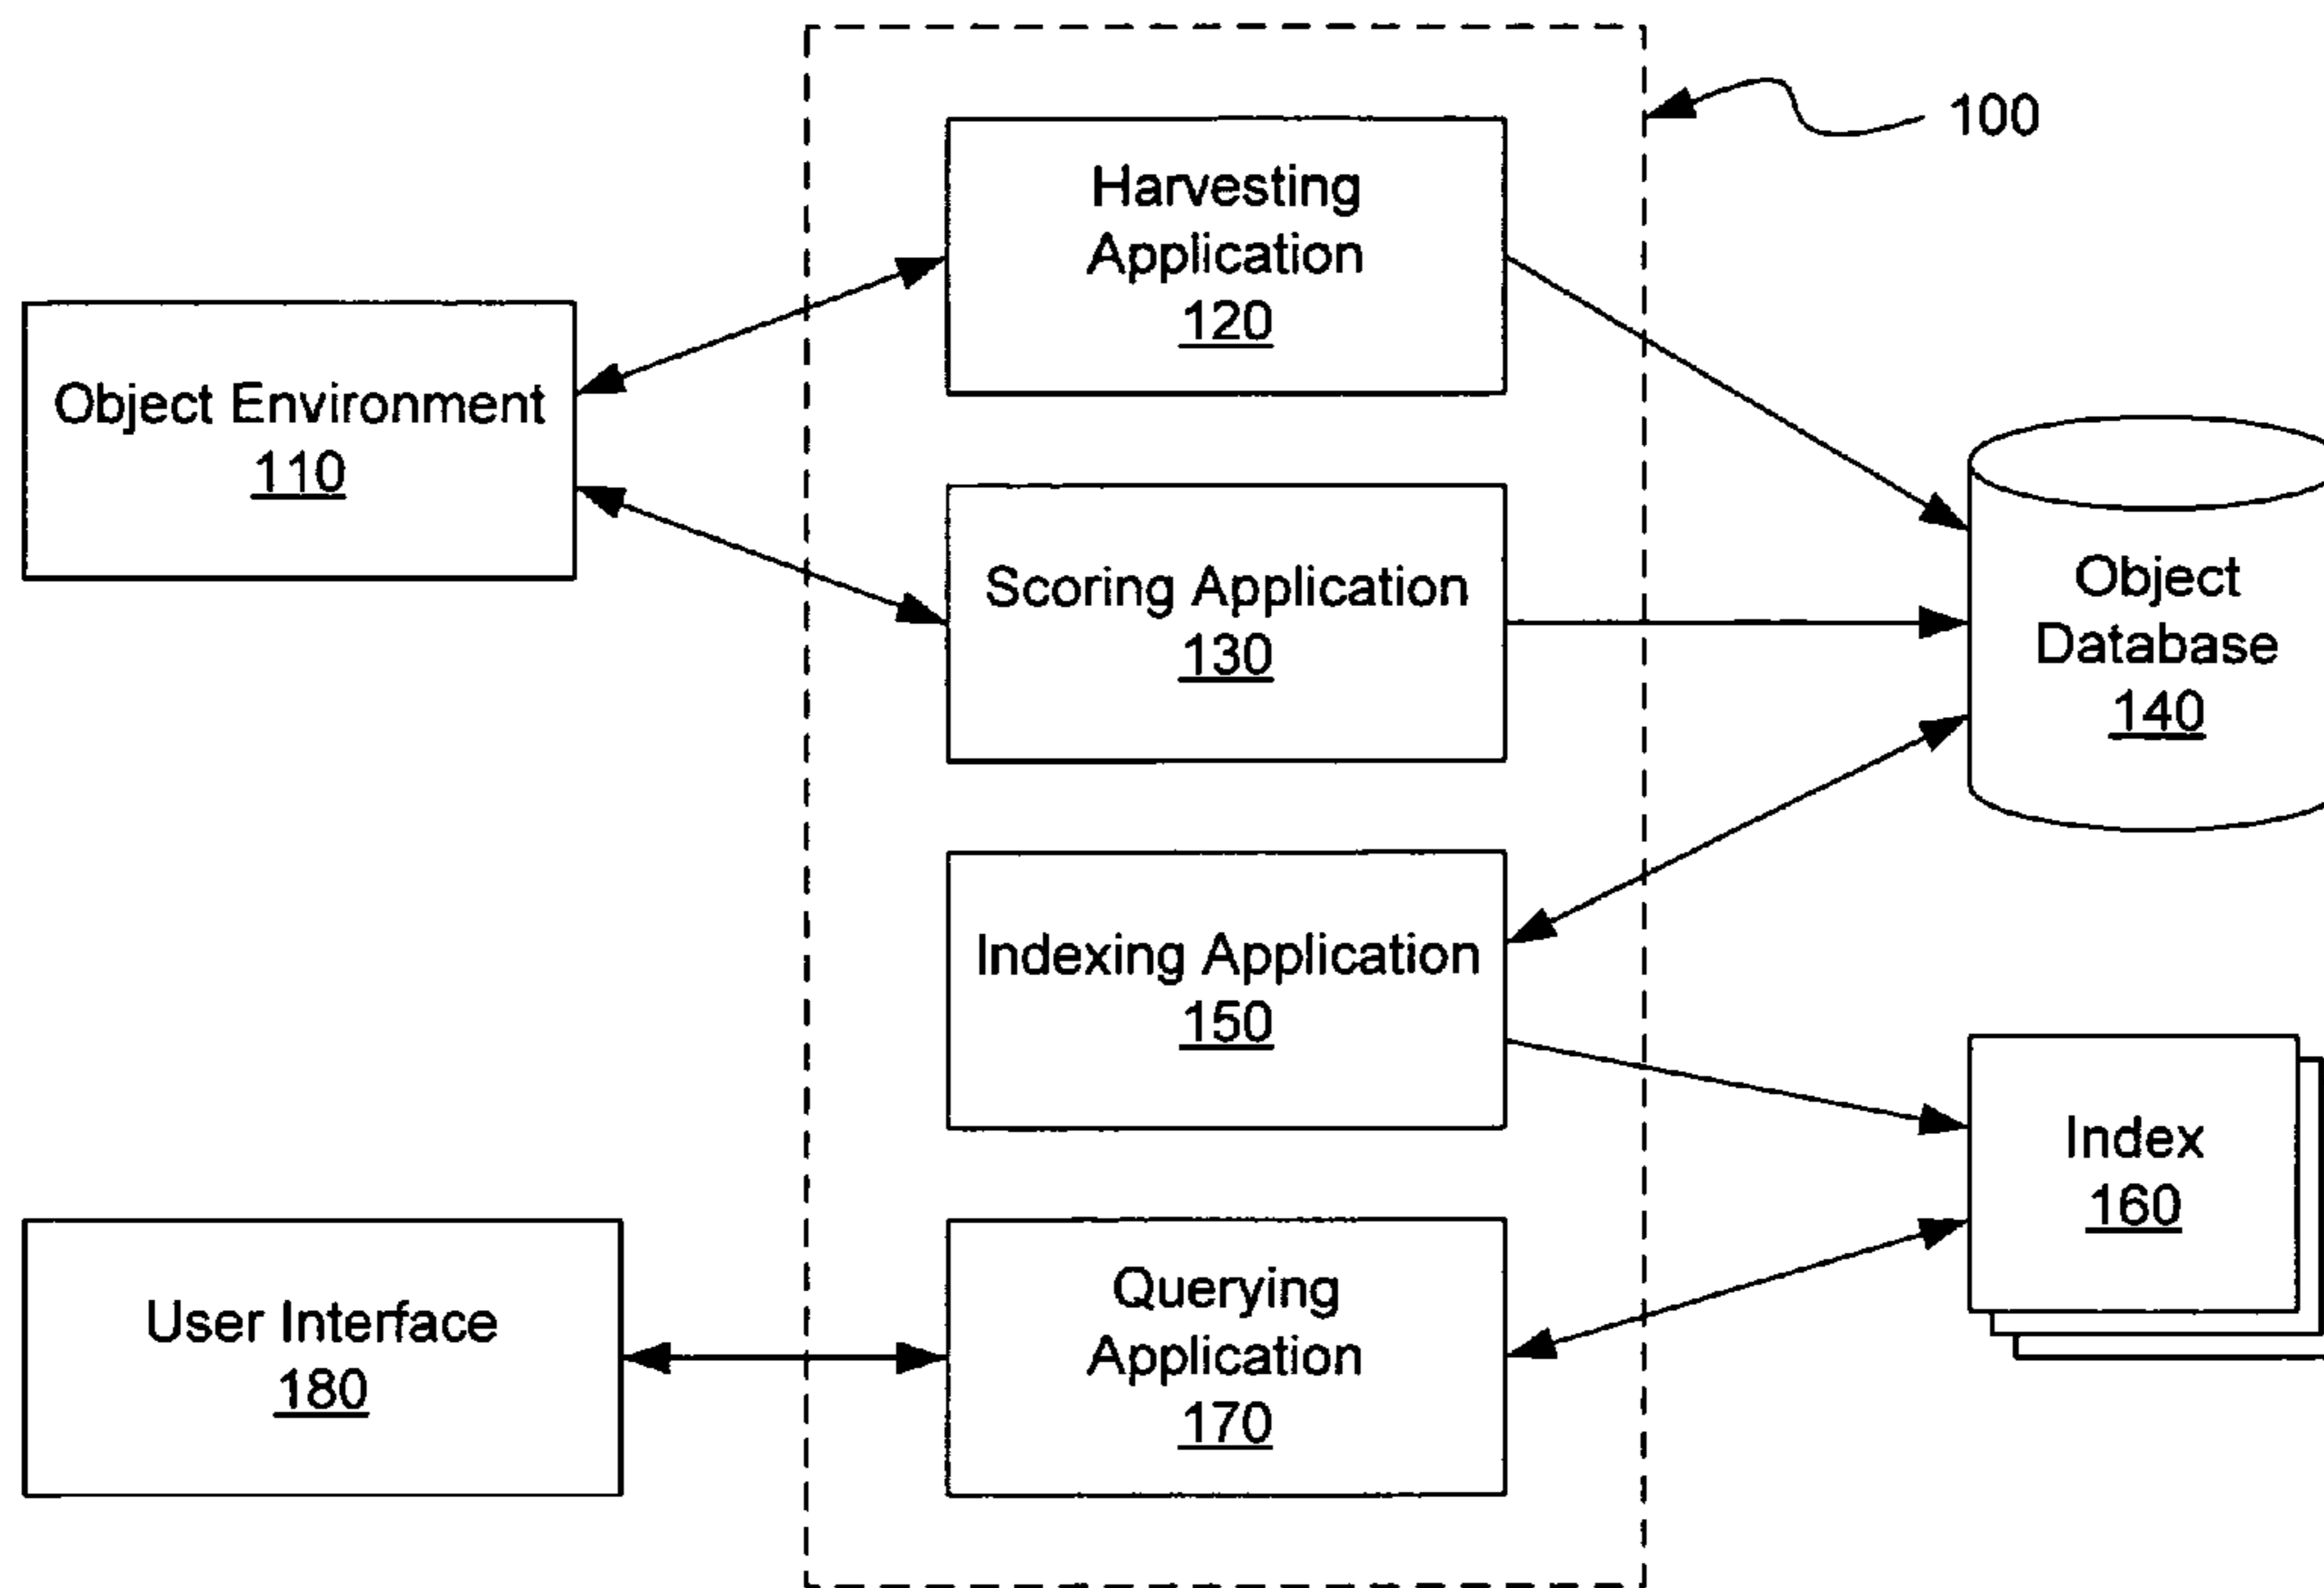 100
Harvesting
Application
120
Object Environment
110
Scoring Application
130
Object
Database
140
Indexing Application
150
Index
160
User Interface
180
Querying
Application
170